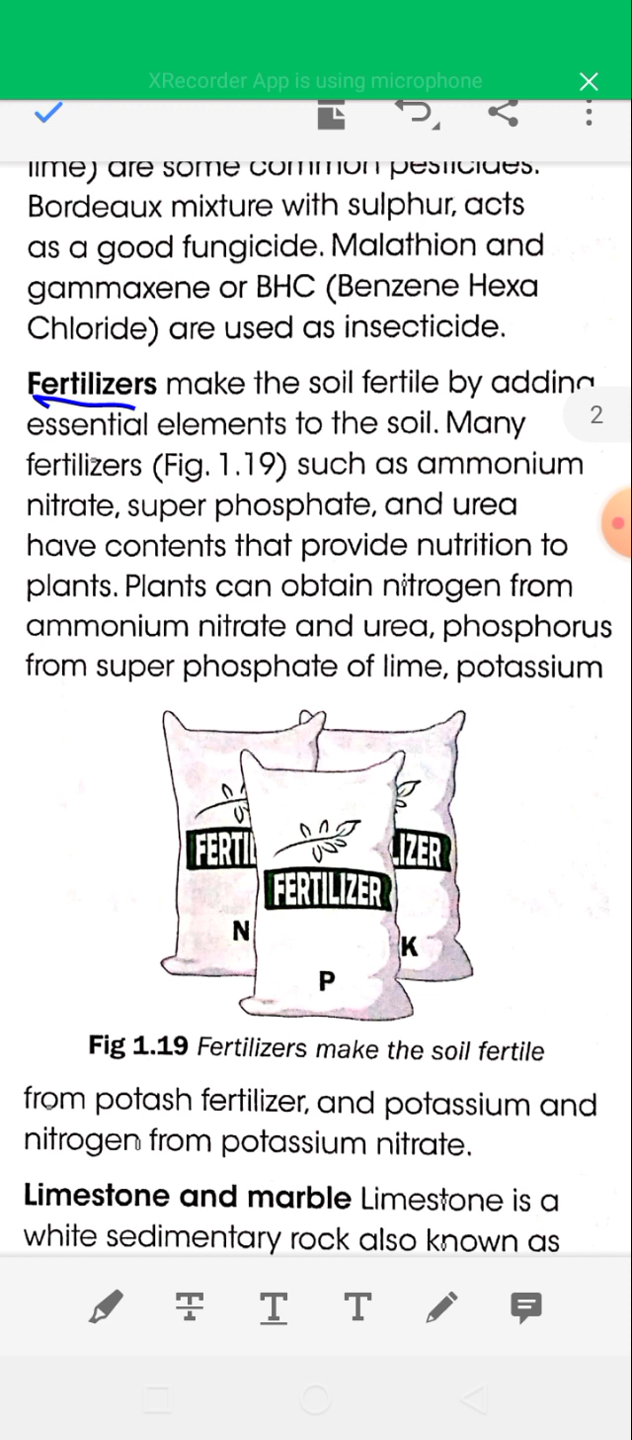 XRecorder App is using microphone
lime) are some common pesticides.
Bordeaux mixture with sulphur, acts
as a good fungicide. Malathion and
gammaxene or BHC (Benzene Hexa
Chloride) are used as insecticide.
Fertilizers make the soil fertile by adding
2
essential elements to the soil. Many
fertilizers (Fig. 1.19) such as ammonium
nitrate, super phosphate, and urea
have contents that provide nutrition to
plants. Plants can obtain nitrogen from
ammonium nitrate and urea, phosphorus
from super phosphate of lime, potassium
FERTI
LIZER
FERTILIZER
N
K
P
Fig 1.19 Fertilizers make the soil fertile
from potash fertilizer, and potassium and
nitrogen from potassium nitrate.
Limestone and marble Limestone is a
white sedimentary rock also known as
T T T